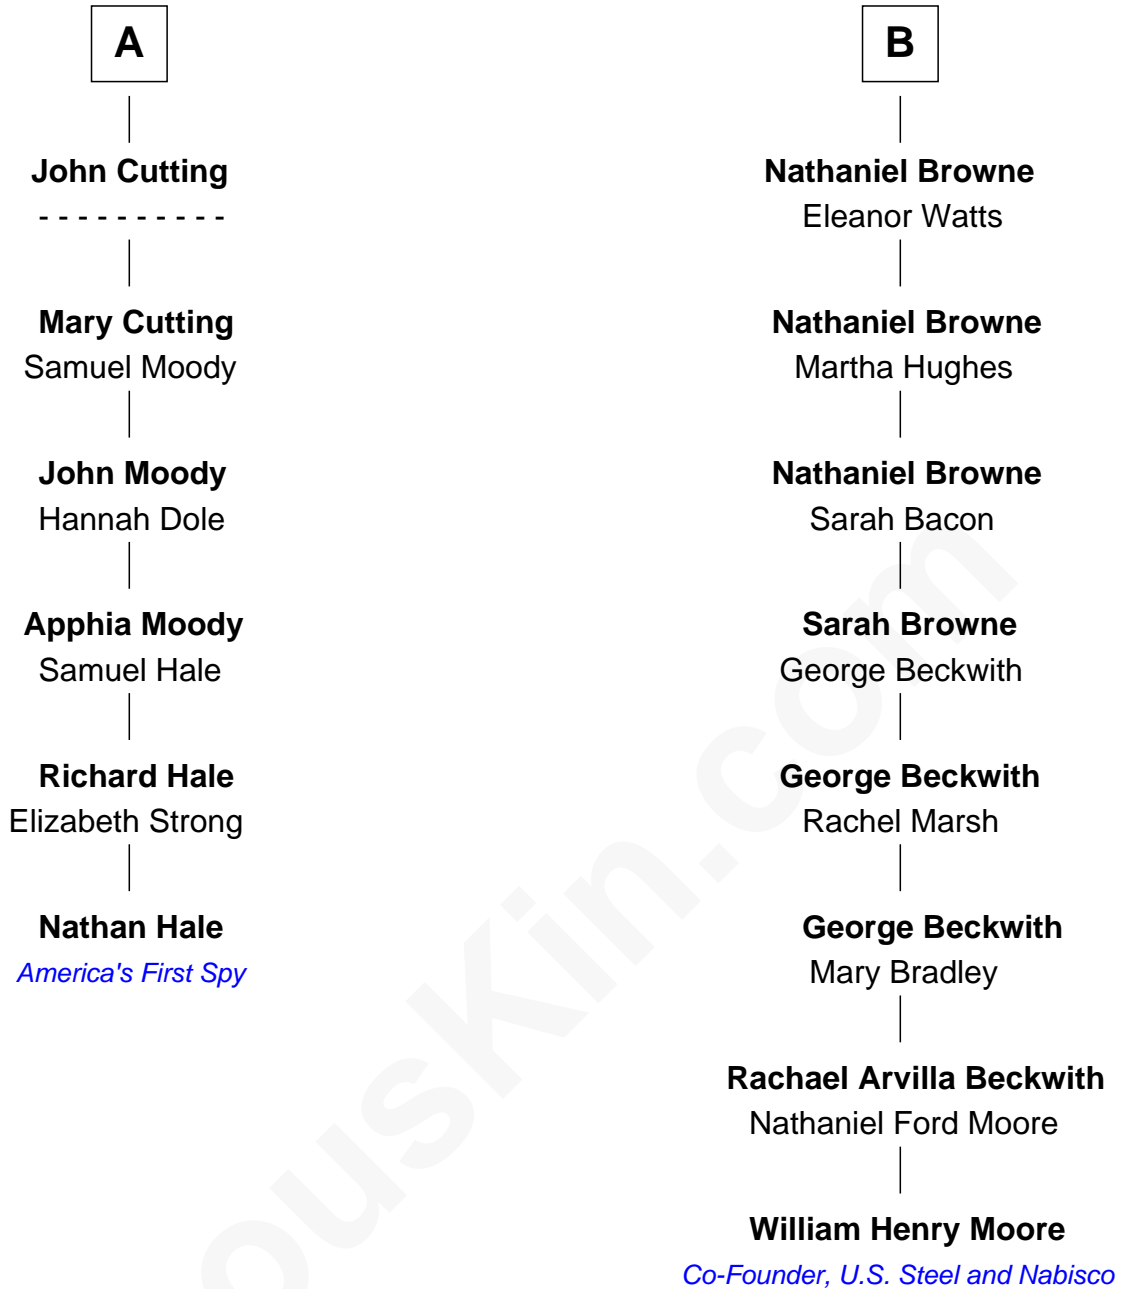 A
John Cutting
- - - - - - - - - -
Mary Cutting
Samuel Moody
John Moody
Hannah Dole
Apphia Moody
Samuel Hale
Richard Hale
Elizabeth Strong
Nathan Hale
America's First Spy
B
Nathaniel Browne
Eleanor Watts
Nathaniel Browne
Martha Hughes
Nathaniel Browne
Sarah Bacon
Sarah Browne
George Beckwith
George Beckwith
Rachel Marsh
George Beckwith
Mary Bradley
Rachael Arvilla Beckwith
Nathaniel Ford Moore
William Henry Moore
Co-Founder, U.S. Steel and Nabisco
ousKin.com